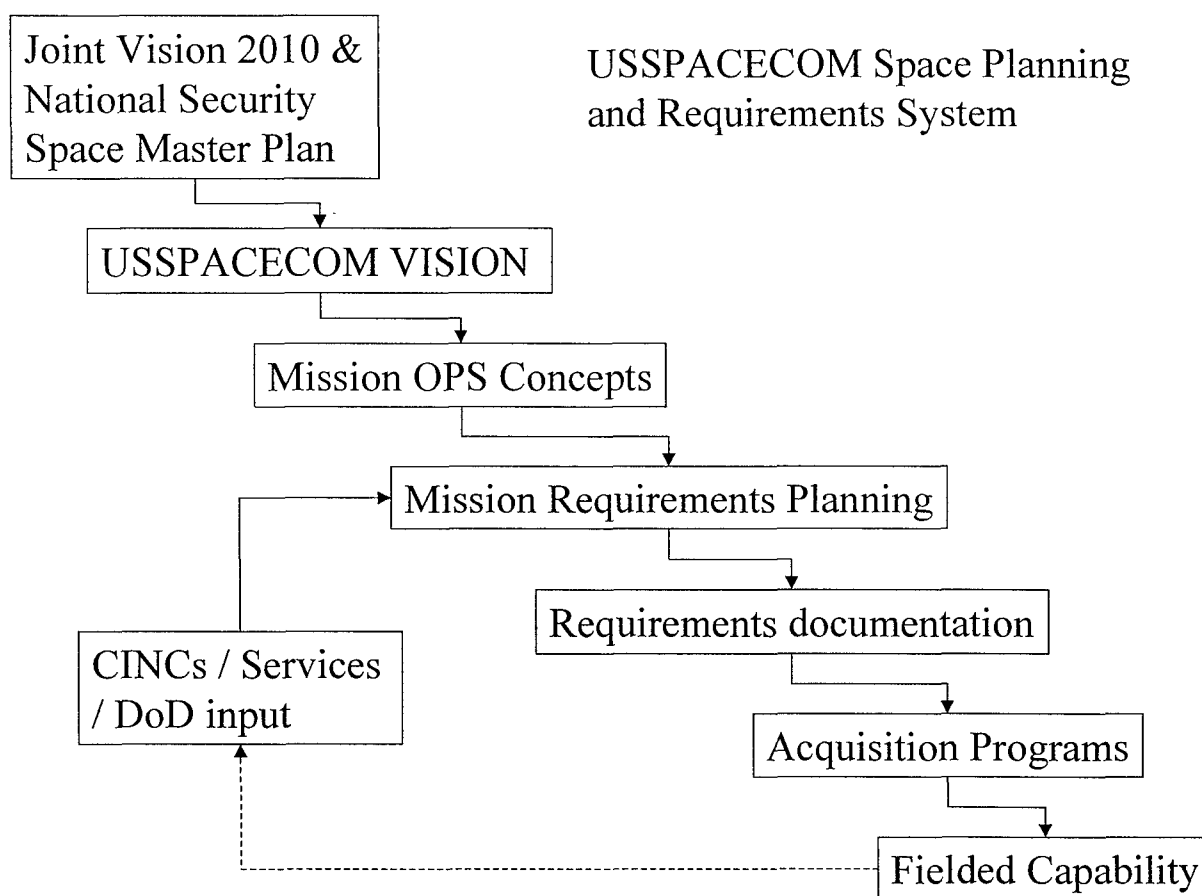 Joint Vision 2010 &
National Security
Space Master Plan
USSPACECOM Space Planning
and Requirements System
USSPACECOM VISION
Mission OPS Concepts
Mission Requirements Planning
Requirements documentation
CINCs / Services
/ DoD input
Acquisition Programs
Fielded Capability